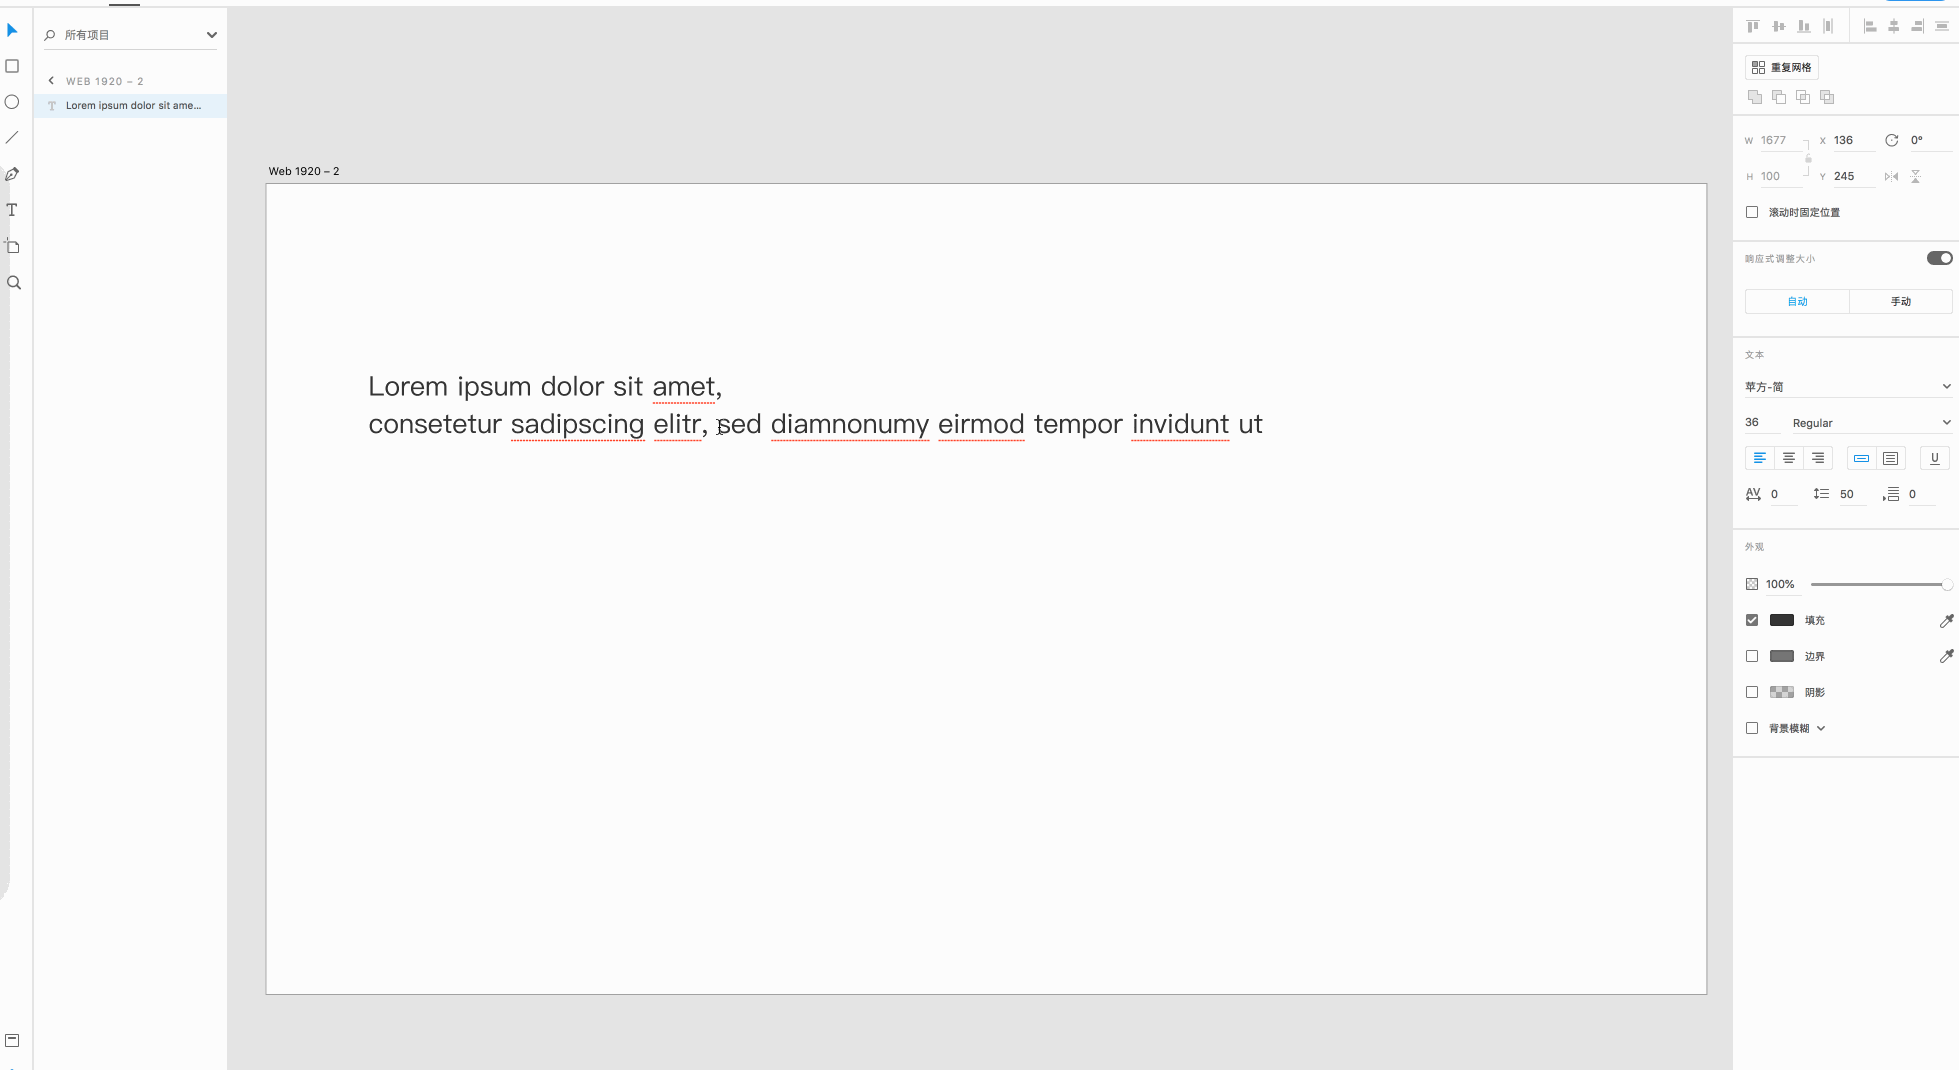 所有项目
WEB 1920 – 2
T Lorem ipsum dolor sit ame...
Web 1920 – 2
Lorem ipsum dolor sit amet,
consetetur sadipscing elitr, sed diamnonumy eirmod tempor invidunt ut
重复网格
W 1677 X 136 0°
H 100 Y 245
滚动时固定位置
响应式调整大小
自动 手动
文本
苹方-简
36 Regular
U
AV 0 50 0
外观
100%
填充
边界
阴影
背景模糊